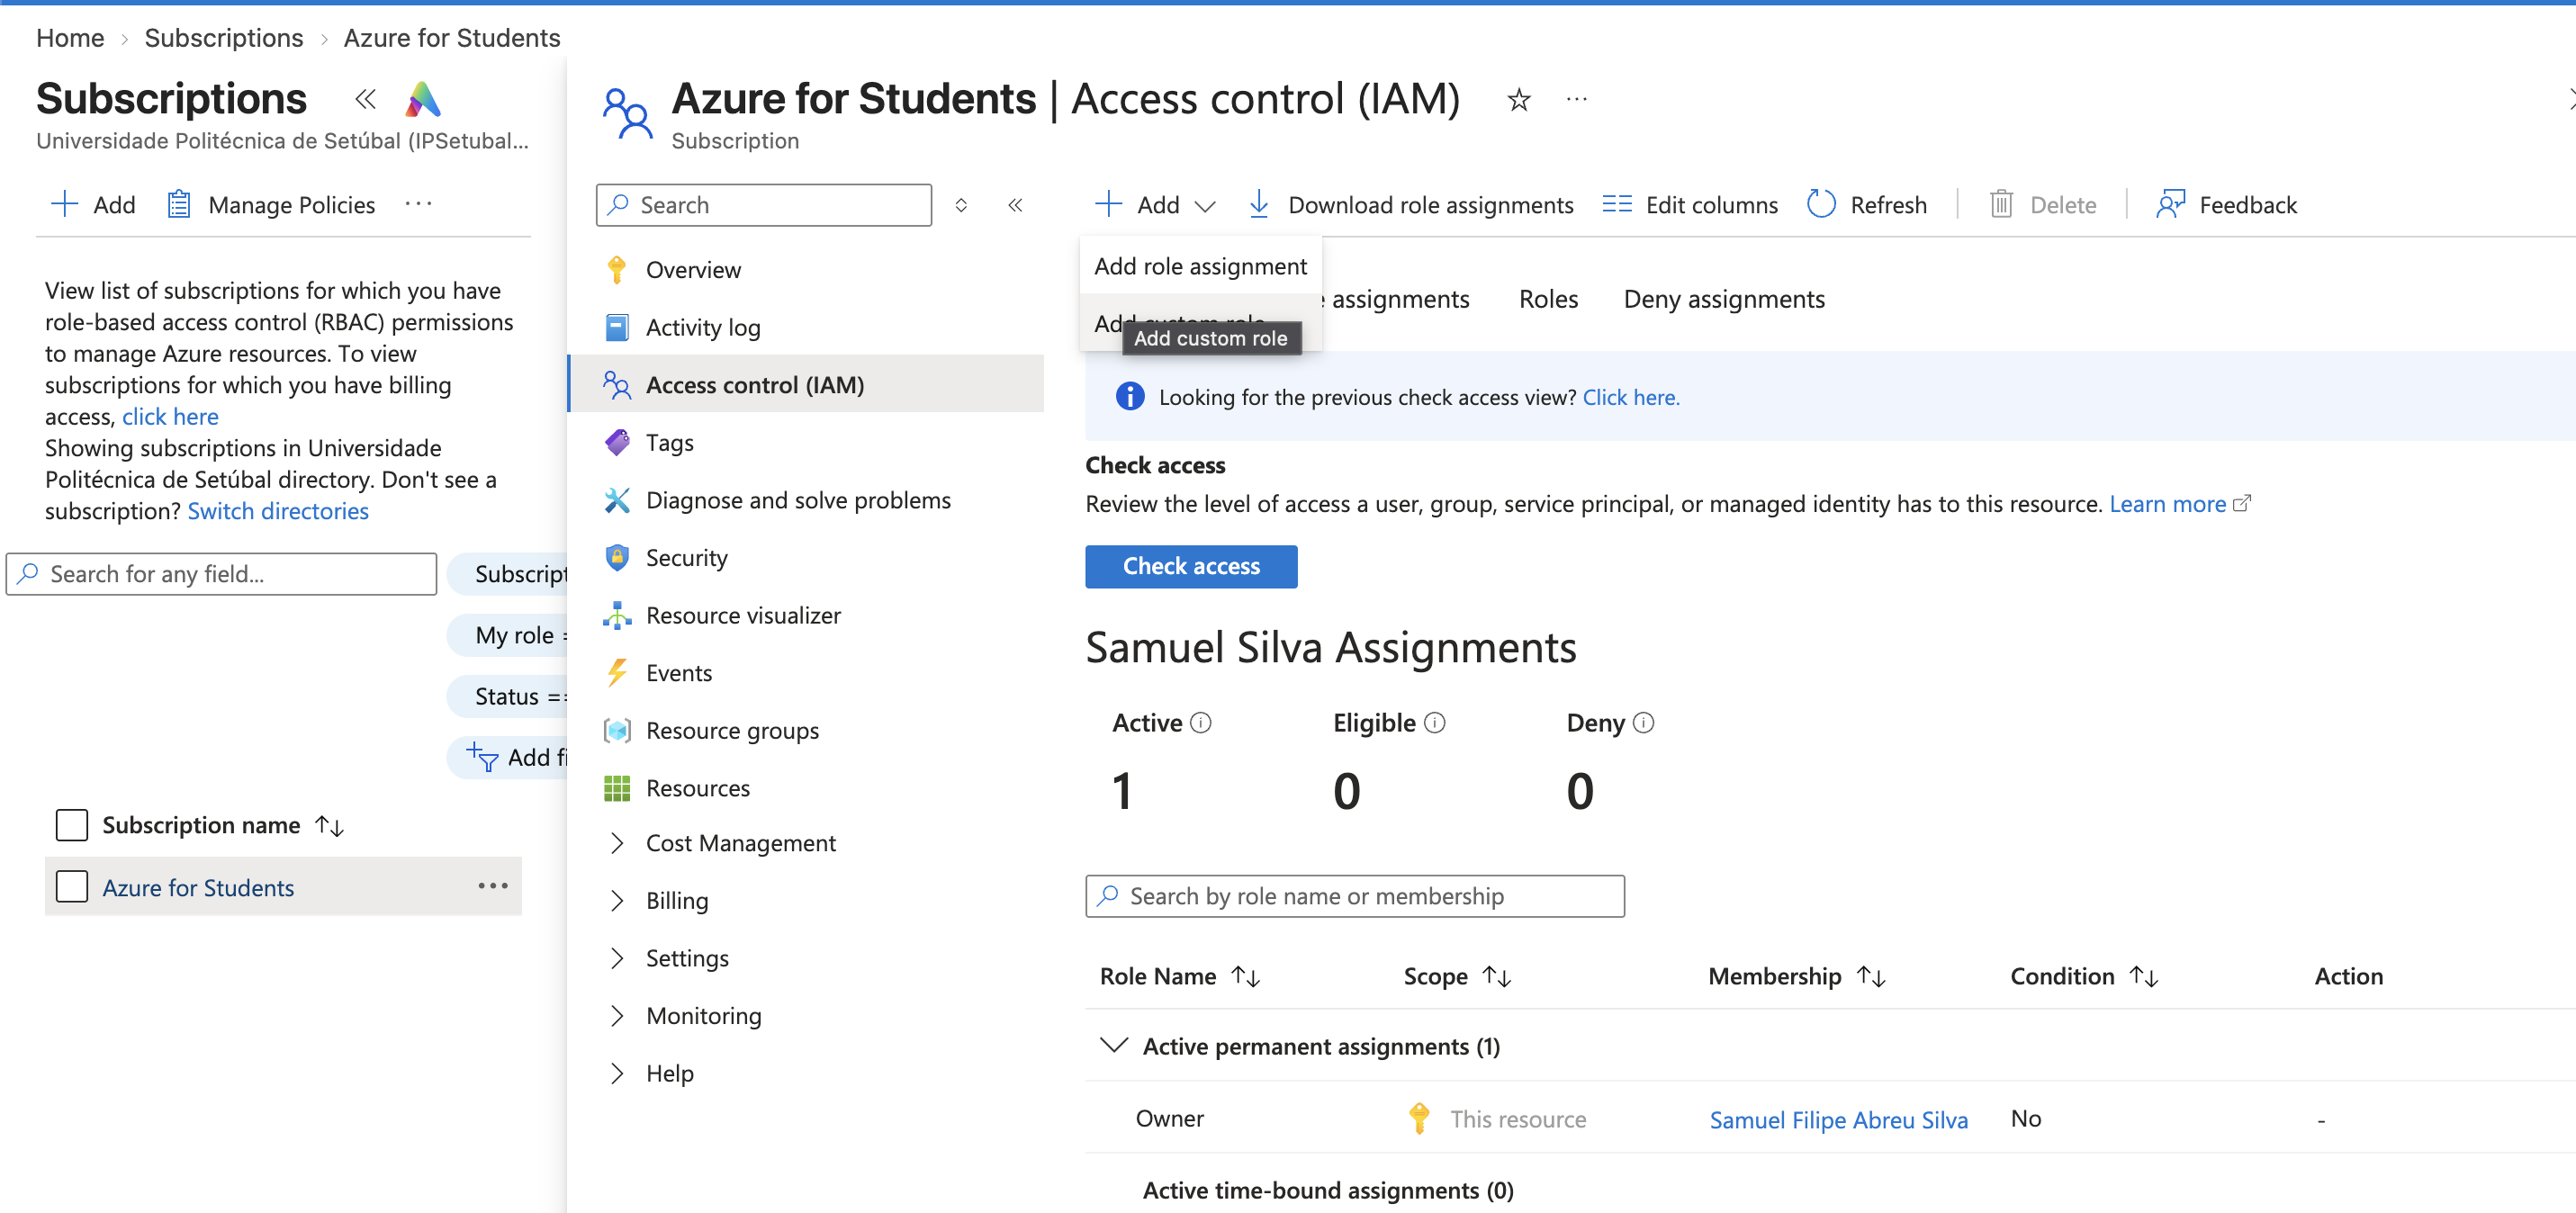 Home > Subscriptions > Azure for Students
Subscriptions
Universidade Politécnica de Setúbal (IPSetubal...
Add Manage Policies ...
View list of subscriptions for which you have
role-based access control (RBAC) permissions
to manage Azure resources. To view
subscriptions for which you have billing
access, click here
Showing subscriptions in Universidade
Politécnica de Setúbal directory. Don't see a
subscription? Switch directories
Search for any field...
Subscript
My role =
Status ==
Add fi
Subscription name
Azure for Students
Azure for Students | Access control (IAM)
Subscription
Search
Overview
Activity log
Access control (IAM)
Tags
Diagnose and solve problems
Security
Resource visualizer
Events
Resource groups
Resources
Cost Management
Billing
Settings
Monitoring
Help
Add Download role assignments Edit columns Refresh Delete Feedback
Add role assignment
Add custom role
Add custom role
assignments Roles Deny assignments
Looking for the previous check access view? Click here.
Check access
Review the level of access a user, group, service principal, or managed identity has to this resource. Learn more
Check access
Samuel Silva Assignments
Active Eligible Deny
1 0 0
Search by role name or membership
Role Name Scope Membership Condition Action
Active permanent assignments (1)
Owner This resource Samuel Filipe Abreu Silva No -
Active time-bound assignments (0)